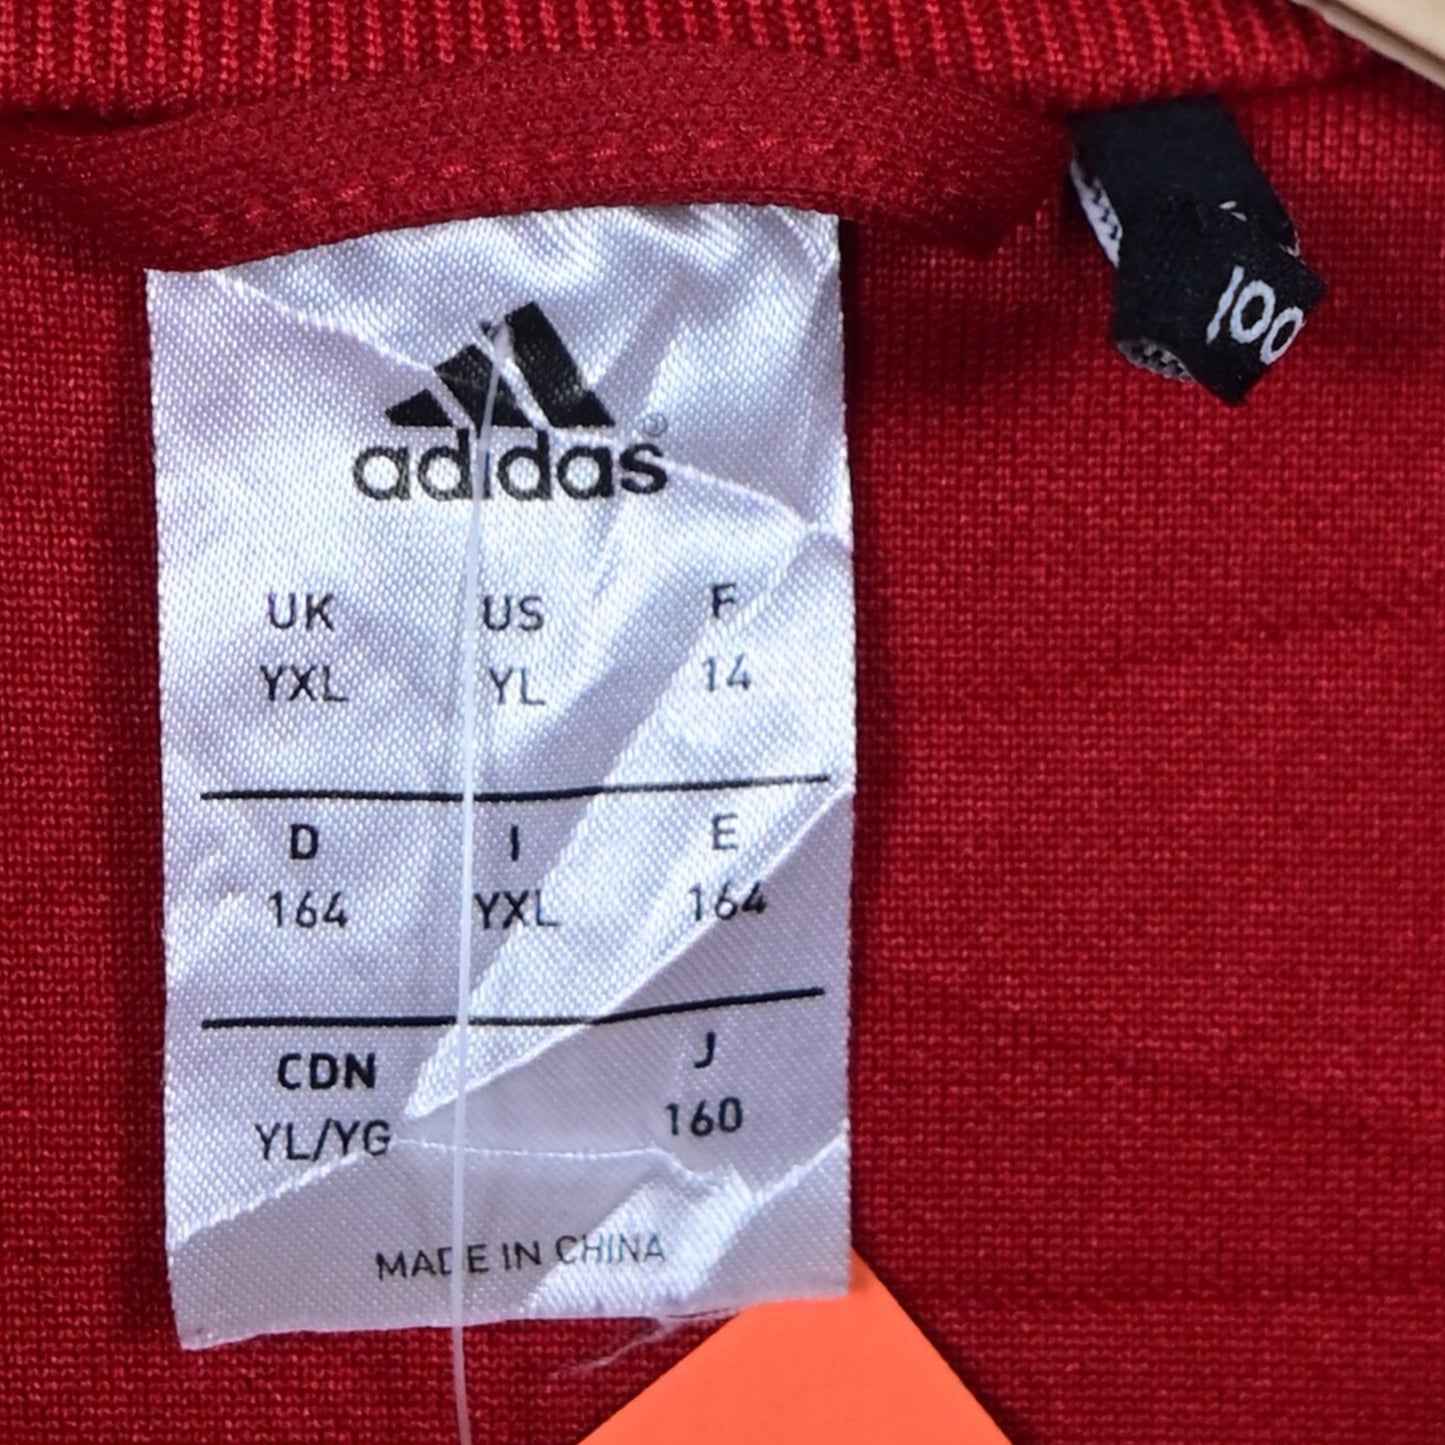 adidas®
UK US F
YXL YL 14
D I E
164 YXL 164
CDN J
YL/YG 160
MADE IN CHINA
100